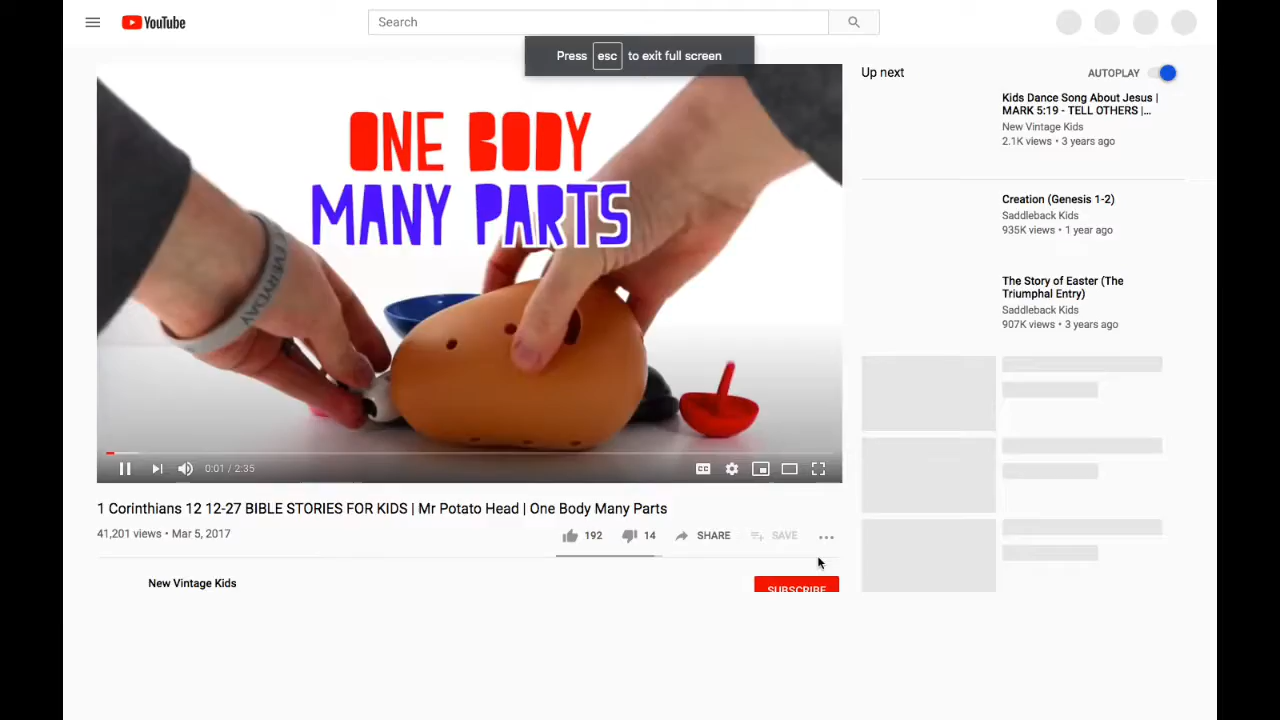 YouTube
Search
Press esc to exit full screen
ONE BODY
MANY PARTS
EVERYDAY
0:01 / 2:35
CC
1 Corinthians 12 12-27 BIBLE STORIES FOR KIDS | Mr Potato Head | One Body Many Parts
41,201 views • Mar 5, 2017
192
14
SHARE
SAVE
New Vintage Kids
SUBSCRIBE
Up next
AUTOPLAY
Kids Dance Song About Jesus |
MARK 5:19 - TELL OTHERS |...
New Vintage Kids
2.1K views • 3 years ago
Creation (Genesis 1-2)
Saddleback Kids
935K views • 1 year ago
The Story of Easter (The
Triumphal Entry)
Saddleback Kids
907K views • 3 years ago